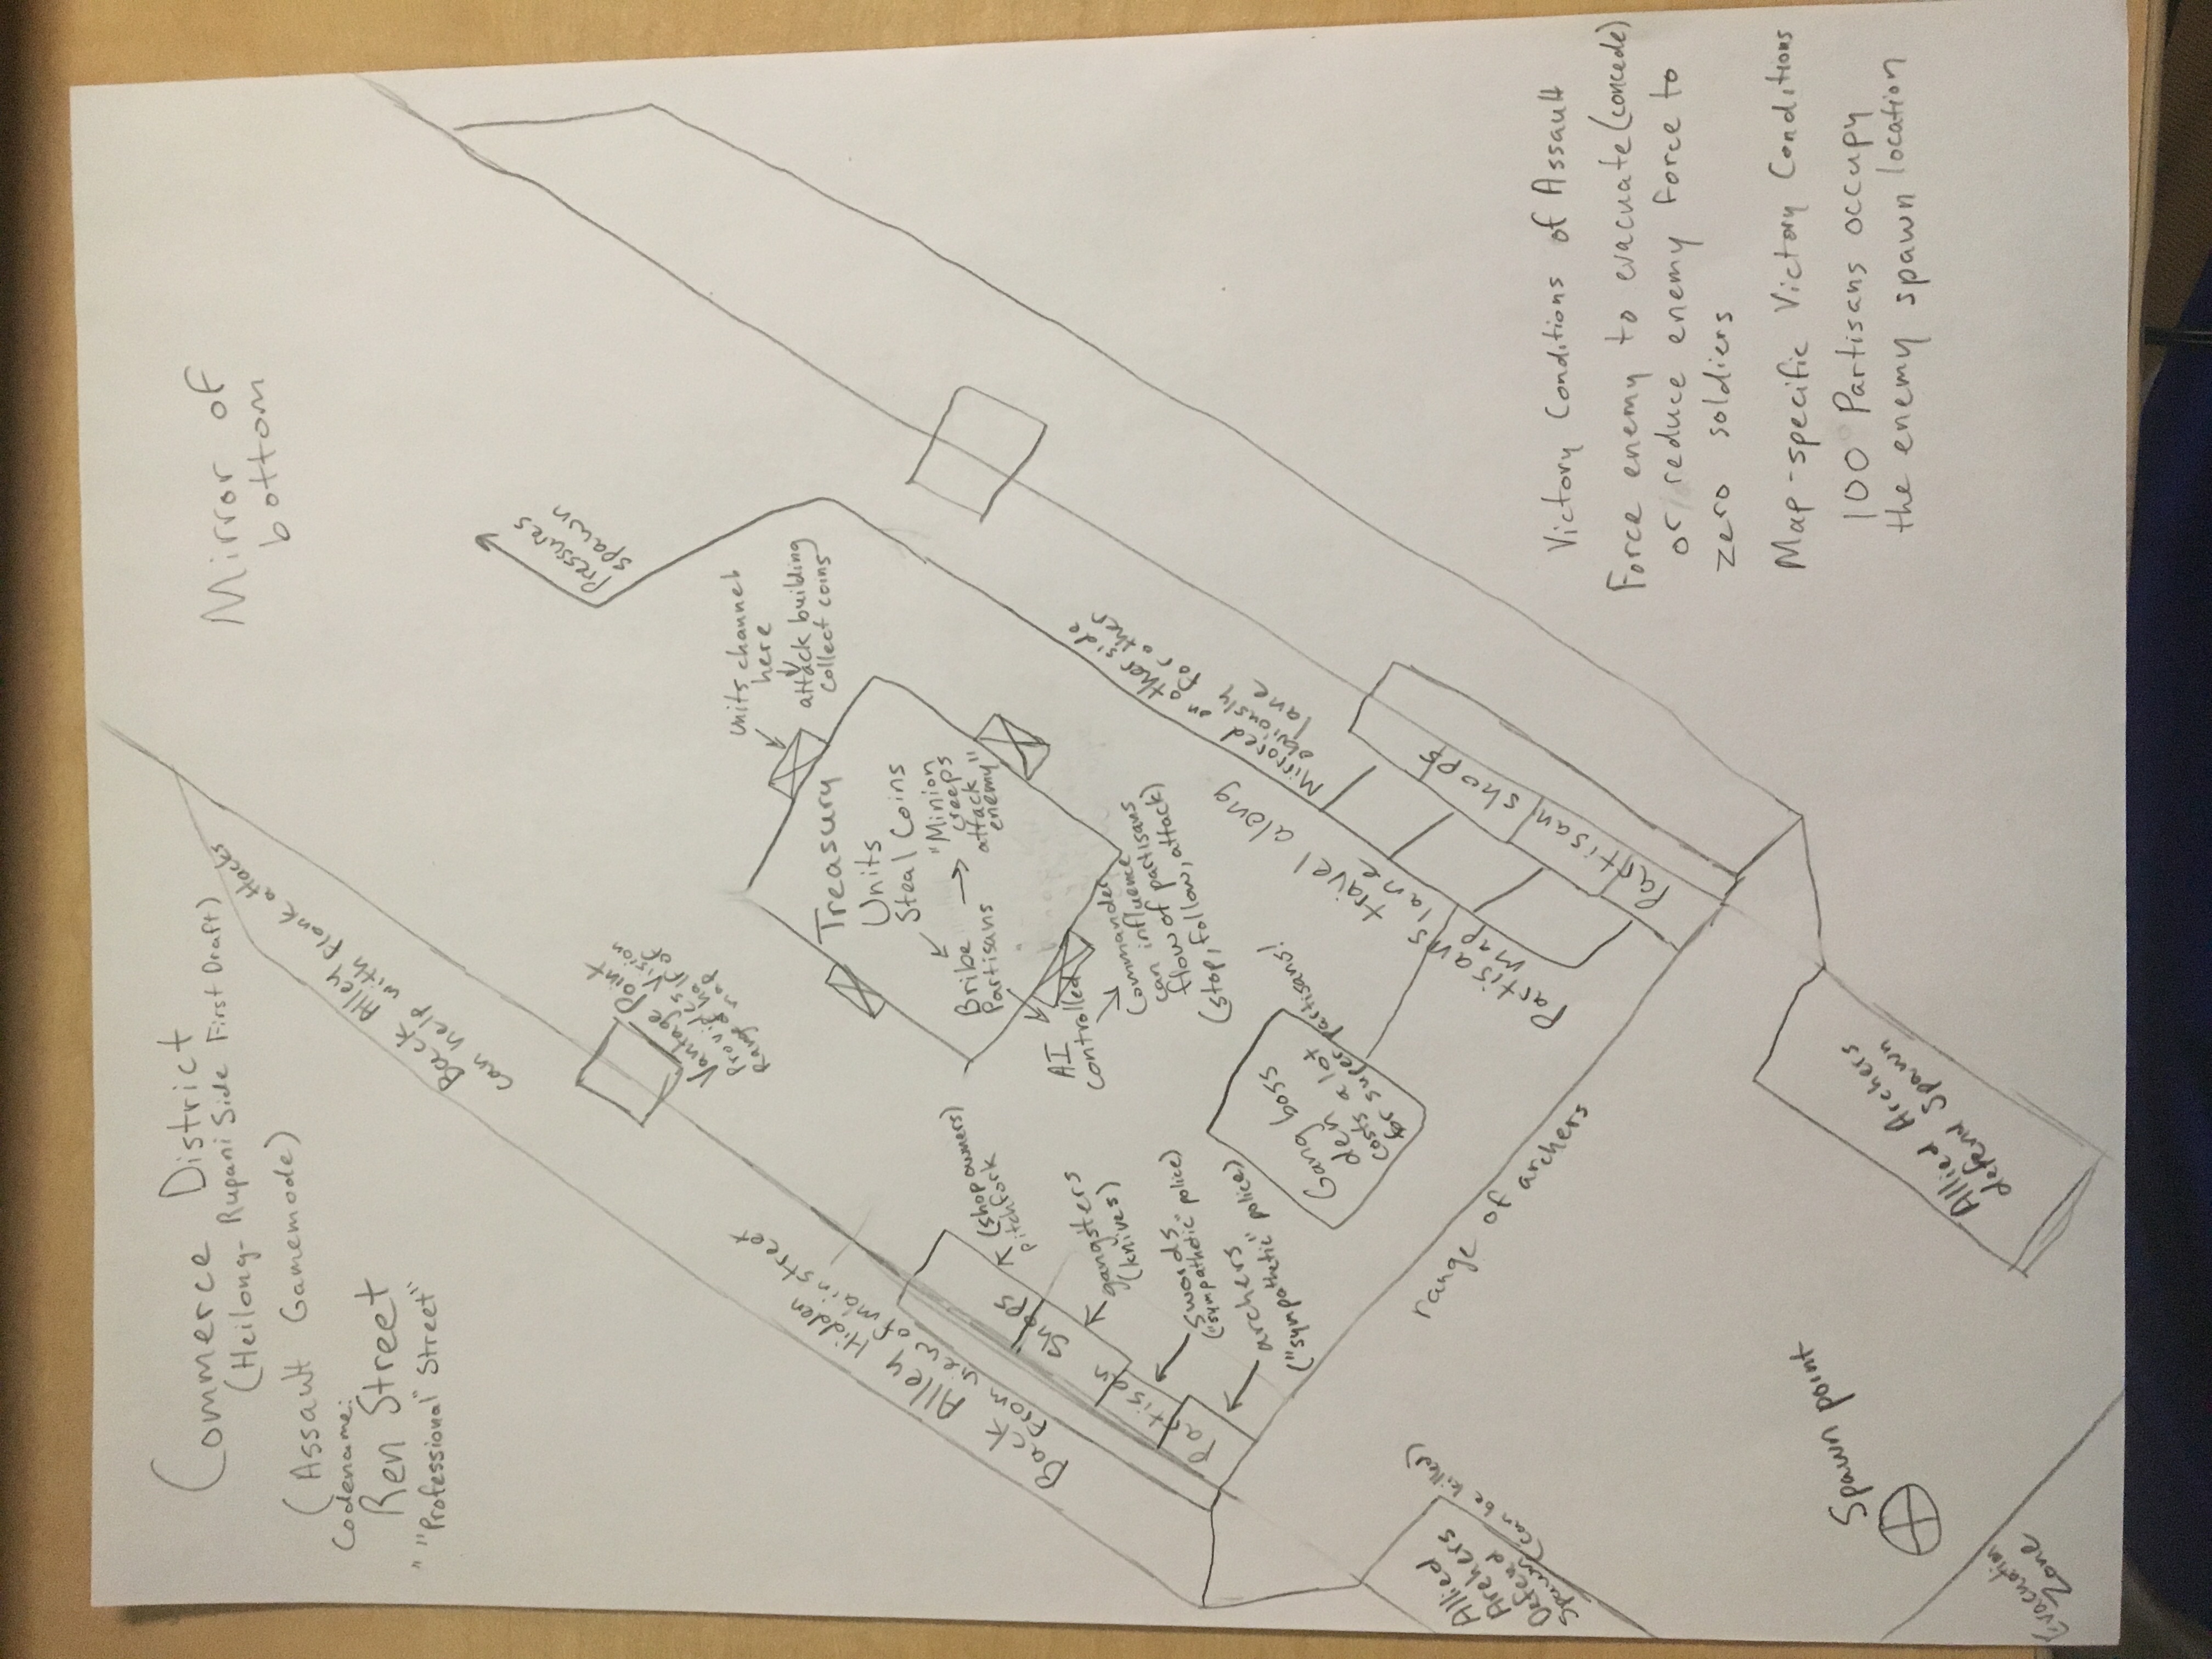 Commerce District
(Heilong-Rupani Side First Draft)
(Assault Gamemode)
Codename:
Ren Street
" "Professional" Street"
Mirror of
bottom
Back Alley
can help with flank attacks
Vantage Point
Provides Vision
Range of half of
map
Pressures
spawn
Units channel
here
attack building
collect coins
Treasury
Units
Steal Coins
Bribe
Partisans
"Minion
creeps
attack
enemy"
AI
controlled
Commander
can influence
flow of partisans
(stop, follow, attack)
Back Alley Hidden
From view of main street
Partisan Shops
(shop owners)
pitchfork
gangsters
(knives)
swords
("sympathetic" police)
archers
("sympathetic" police)
Gang boss
den
costs a lot
for super partisans!
Partisans travel along
map lane
Mirrored on other side
obviously for other
lane
Partisan shops
range of archers
Allied
Archers
Defend
Spawn
(can be killed)
Spawn point
Evacuation
Zone
Allied Archers
defend Spawn
Victory Conditions of Assault
Force enemy to evacuate (concede)
or reduce enemy force to
zero soldiers
Map-specific Victory Conditions
100 Partisans occupy
the enemy spawn location